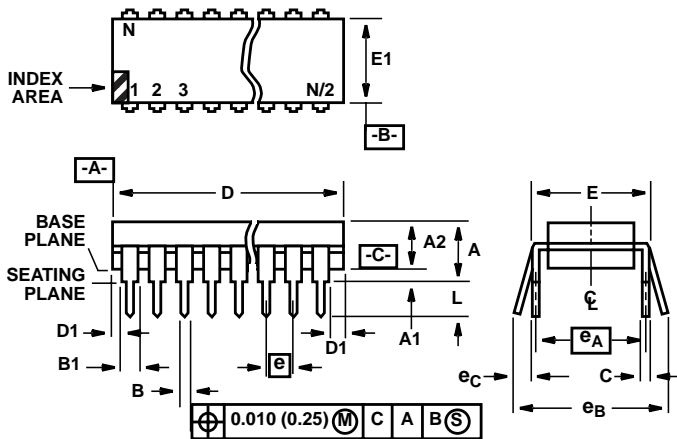 N
E1
INDEX
AREA
1 2 3 N/2
-B-
-A-
D
E
BASE
PLANE
A2
A
-C-
SEATING
PLANE
L
D1
A1
D1
B1
e
B
C
L
eA
eC
C
eB
0.010 (0.25) M C A B S